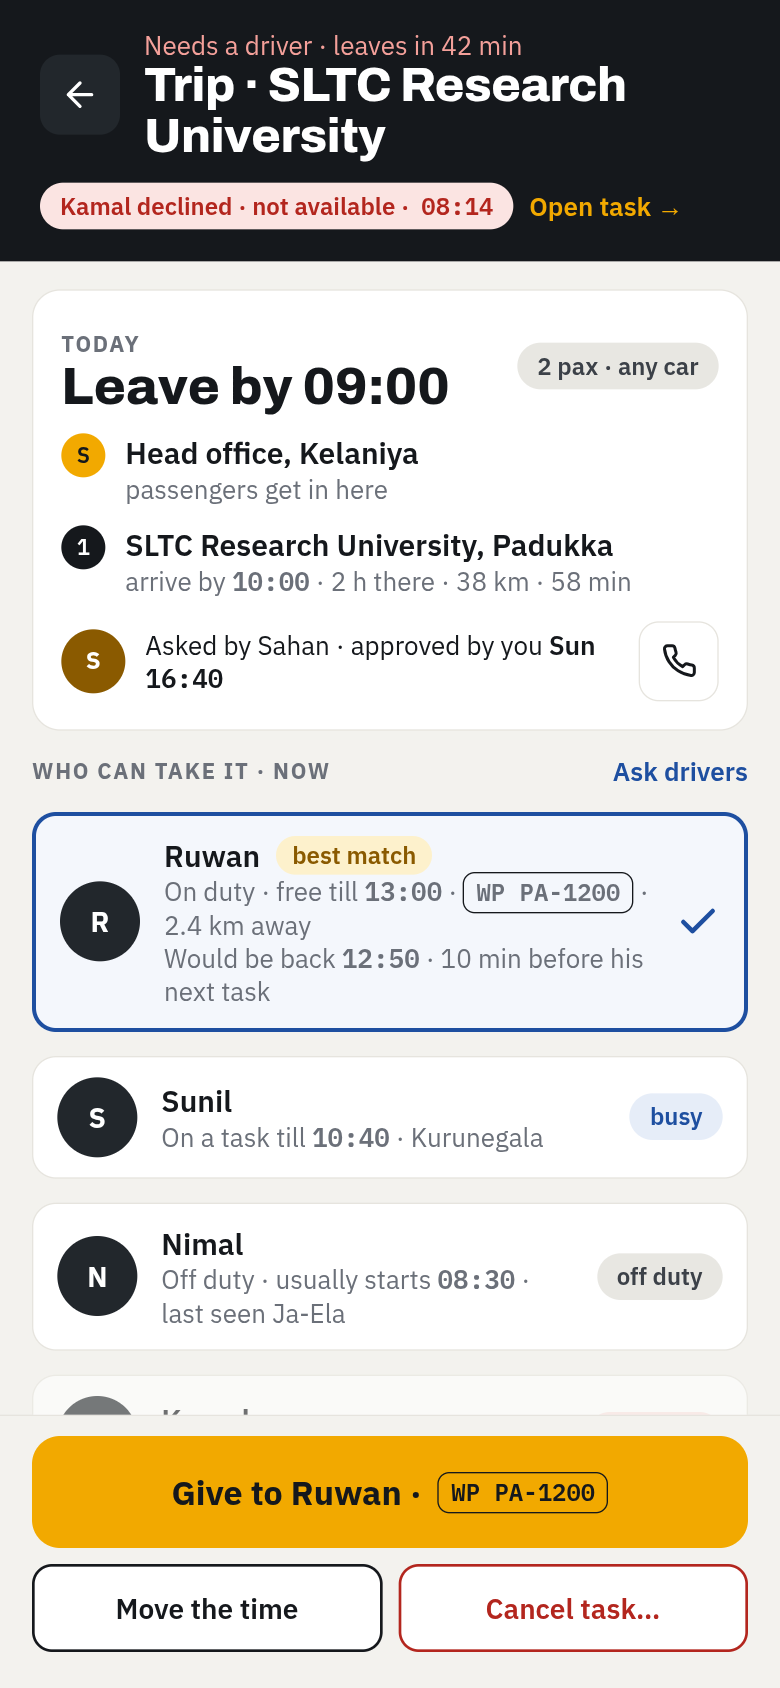 Needs a driver · leaves in 42 min
Trip · SLTC Research
University
Kamal declined · not available · 08:14
Open task →
TODAY
Leave by 09:00
2 pax · any car
S
Head office, Kelaniya
passengers get in here
1
SLTC Research University, Padukka
arrive by 10:00 · 2 h there · 38 km · 58 min
S
Asked by Sahan · approved by you Sun
16:40
WHO CAN TAKE IT · NOW
Ask drivers
R
Ruwan best match
On duty · free till 13:00 · WP PA-1200 ·
2.4 km away
Would be back 12:50 · 10 min before his
next task
S
Sunil
On a task till 10:40 · Kurunegala
busy
N
Nimal
Off duty · usually starts 08:30 ·
last seen Ja-Ela
off duty
Give to Ruwan · WP PA-1200
Move the time
Cancel task...